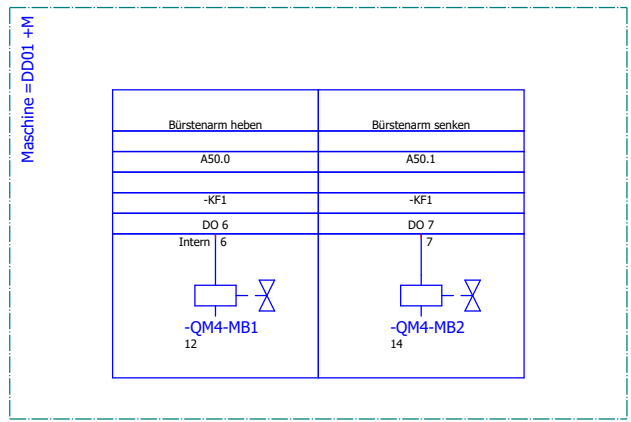 Maschine =DD01 +M
Bürstenarm heben Bürstenarm senken
A50.0 A50.1
-KF1 -KF1
DO 6 DO 7
Intern 6 7
-QM4-MB1 -QM4-MB2
12 14